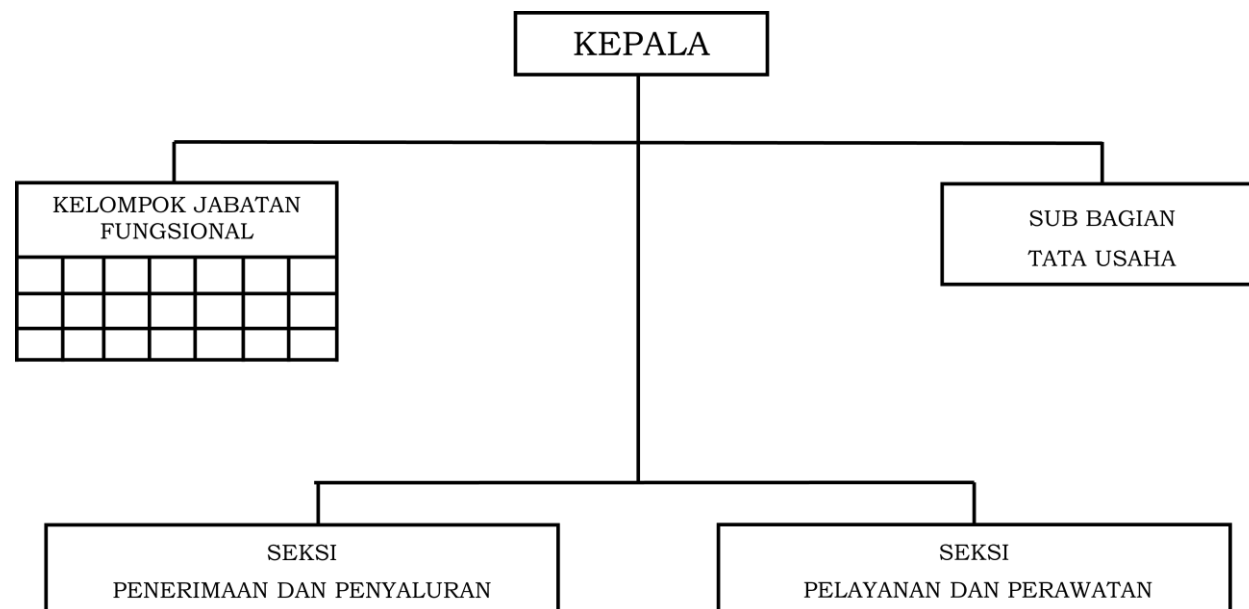 KEPALA
KELOMPOK JABATAN
FUNGSIONAL
SUB BAGIAN
TATA USAHA
SEKSI
PENERIMAAN DAN PENYALURAN
SEKSI
PELAYANAN DAN PERAWATAN